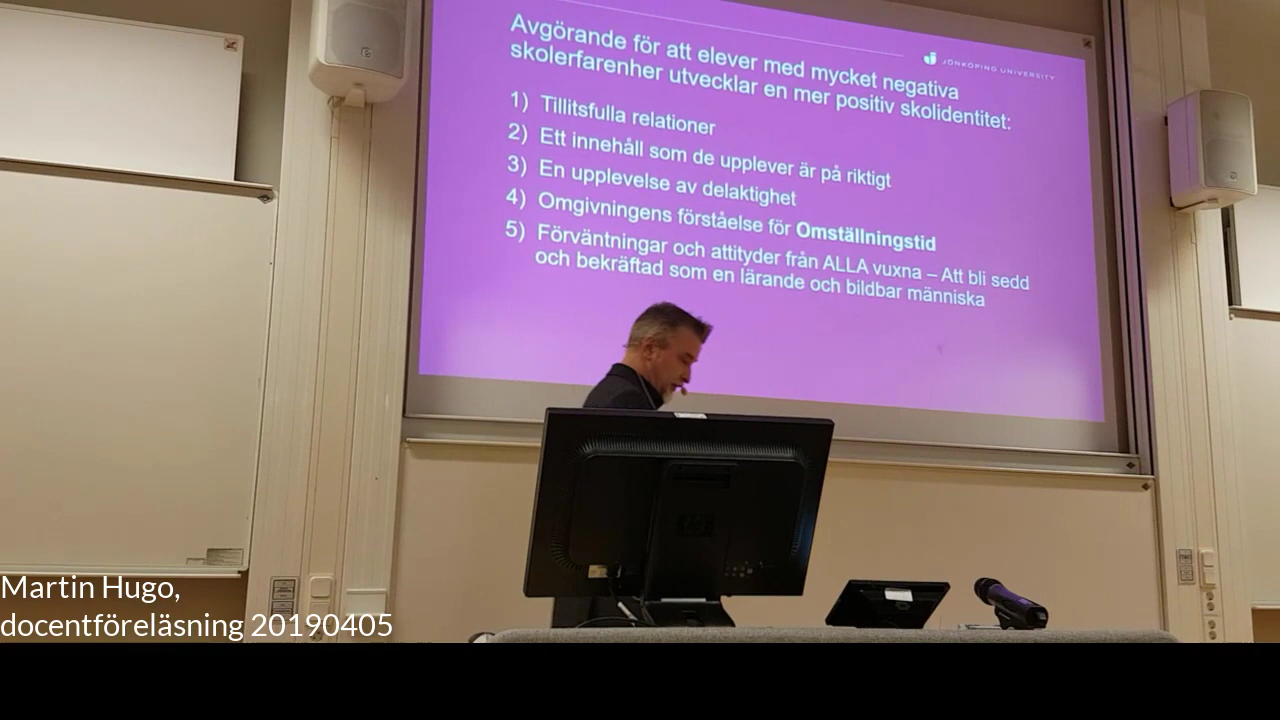 JÖNKÖPING UNIVERSITY
Avgörande för att elever med mycket negativa
skolerfarenher utvecklar en mer positiv skolidentitet:
1) Tillitsfulla relationer
2) Ett innehåll som de upplever är på riktigt
3) En upplevelse av delaktighet
4) Omgivningens förståelse för Omställningstid
5) Förväntningar och attityder från ALLA vuxna – Att bli sedd
och bekräftad som en lärande och bildbar människa
Martin Hugo,
docentföreläsning 20190405